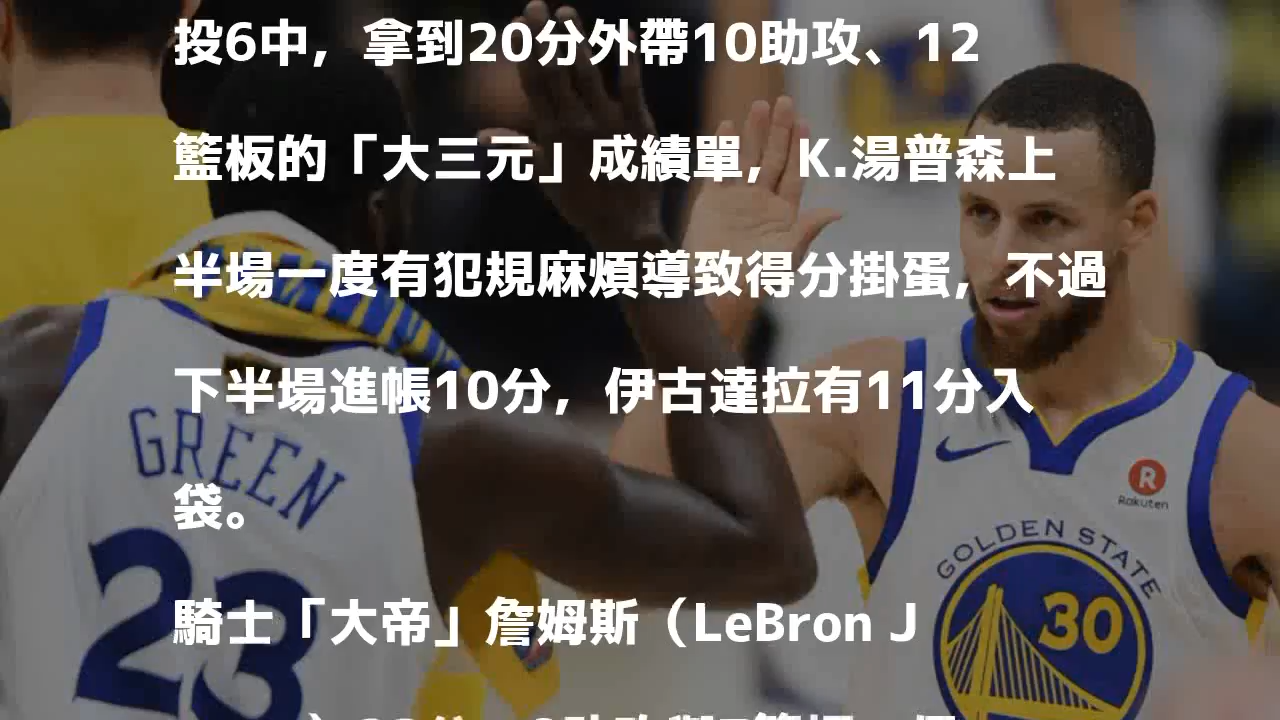 投6中，拿到20分外帶10助攻、12
籃板的「大三元」成績單，K.湯普森上
半場一度有犯規麻煩導致得分掛蛋，不過
下半場進帳10分，伊古達拉有11分入
袋。
騎士「大帝」詹姆斯（LeBron J
GREEN
23
R
Rakuten
GOLDEN STATE
30